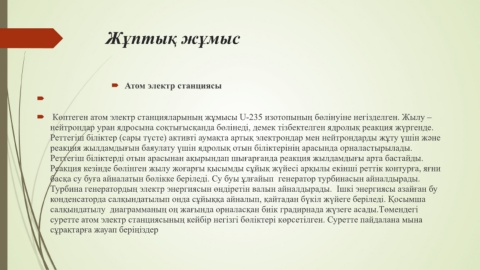 Жұптық жұмыс
Атом электр станциясы
Көптеген атом электр станцияларының жұмысы U-235 изотопының бөлінуіне негізделген. Жылу –
нейтрондар уран ядросына соқтығысқанда бөлінеді, демек тізбектелген ядролық реакция жүргенде.
Реттегіш біліктер (сары түсте) активті аумақта артық электрондар мен нейтрондарды жұту үшін және
реакция жылдамдығын баяулату үшін ядролық отын біліктерінің арасында орналастырылады.
Реттегіш біліктерді отын арасынан ақырындап шығарғанда реакция жылдамдығы арта бастайды.
Реакция кезінде бөлінген жылу жоғарғы қысымды сұйық жүйесі арқылы екінші реттік контурға, яғни
басқа су буға айналатын бөлікке беріледі. Су буы ұлғайып генератор турбинасын айналдырады.
Турбина генератордың электр энергиясын өндіретін валын айналдырады. Ішкі энергиясы азайған бу
конденсаторда салқындатылып онда сұйыққа айналып, қайтадан бүкіл жүйеге беріледі. Қосымша
салқындатылу диаграмманың оң жағында орналасқан биік градирнада жүзеге асады.Төмендегі
суретте атом электр станциясының кейбір негізгі бөліктері көрсетілген. Суретте пайдалана мына
сұрақтарға жауап беріңіздер